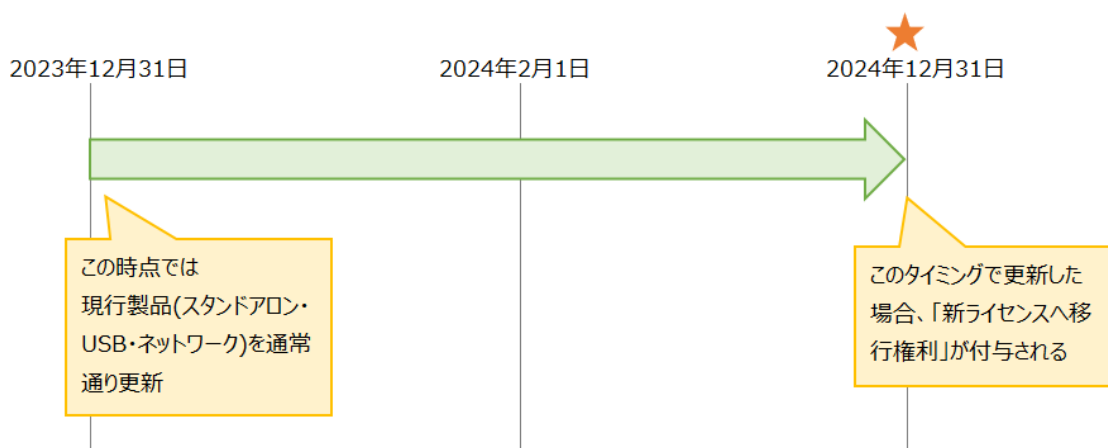 2023年12月31日
2024年2月1日
2024年12月31日
この時点では
現行製品(スタンドアロン・
USB・ネットワーク)を通常
通り更新
このタイミングで更新した
場合、「新ライセンスへ移
行権利」が付与される